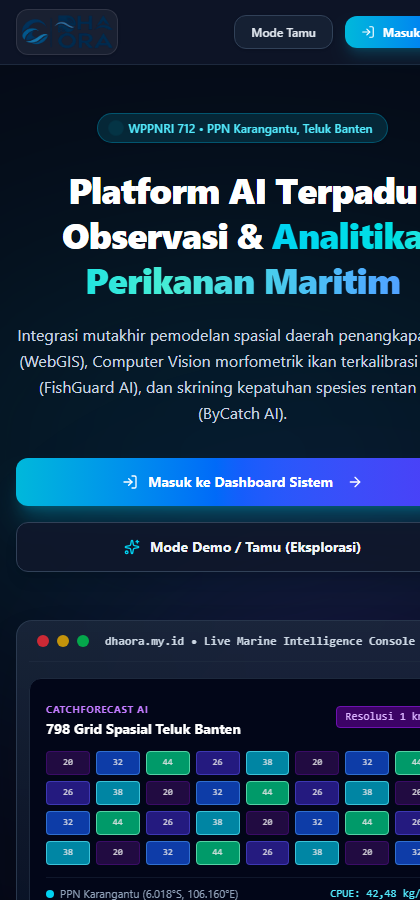 Mode Tamu
Masuk
WPPNRI 712 • PPN Karangantu, Teluk Banten
Platform AI Terpadu
Observasi & Analitika
Perikanan Maritim
Integrasi mutakhir pemodelan spasial daerah penangkapa
(WebGIS), Computer Vision morfometrik ikan terkalibrasi
(FishGuard AI), dan skrining kepatuhan spesies rentan
(ByCatch AI).
Masuk ke Dashboard Sistem
Mode Demo / Tamu (Eksplorasi)
dhaora.my.id • Live Marine Intelligence Console
CATCHFORECAST AI
798 Grid Spasial Teluk Banten
Resolusi 1 km
20 32 44 26 38 20 32 44
26 38 20 32 44 26 38 20
32 44 26 38 20 32 44 26
38 20 32 44 26 38 20 32
PPN Karangantu (6.018°S, 106.160°E)
CPUE: 42,48 kg/